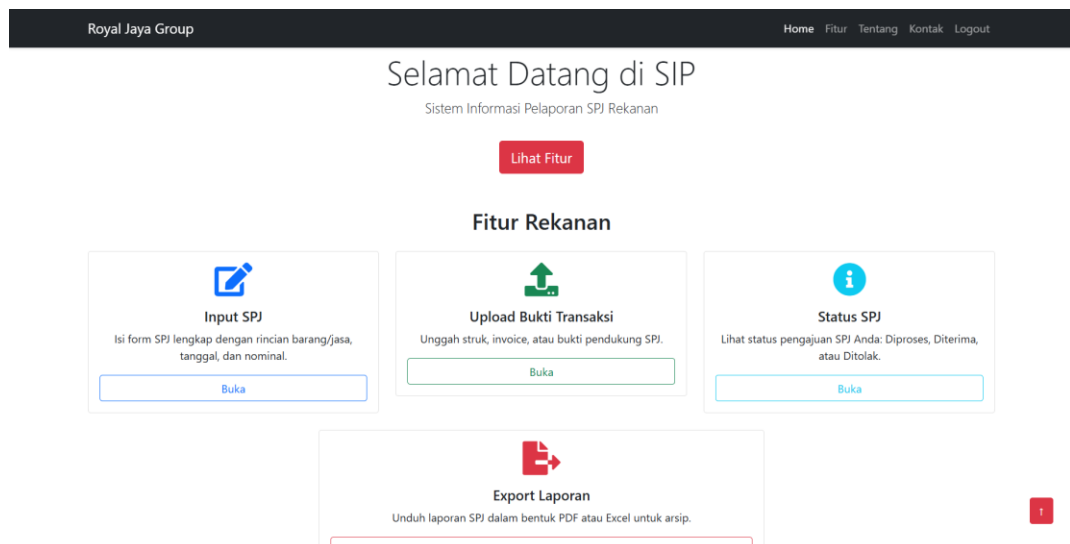 Royal Jaya Group
Home Fitur Tentang Kontak Logout
Selamat Datang di SIP
Sistem Informasi Pelaporan SPJ Rekanan
Lihat Fitur
Fitur Rekanan
Input SPJ
Isi form SPJ lengkap dengan rincian barang/jasa,
tanggal, dan nominal.
Buka
Upload Bukti Transaksi
Unggah struk, invoice, atau bukti pendukung SPJ.
Buka
Status SPJ
Lihat status pengajuan SPJ Anda: Diproses, Diterima,
atau Ditolak.
Buka
Export Laporan
Unduh laporan SPJ dalam bentuk PDF atau Excel untuk arsip.
↑